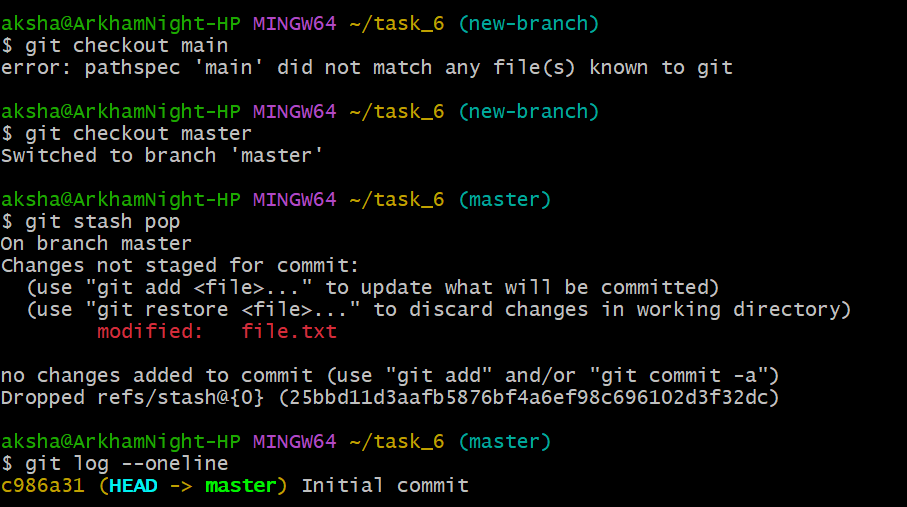 aksha@ArkhamNight-HP MINGW64 ~/task_6 (new-branch)
$ git checkout main
error: pathspec 'main' did not match any file(s) known to git
aksha@ArkhamNight-HP MINGW64 ~/task_6 (new-branch)
$ git checkout master
Switched to branch 'master'
aksha@ArkhamNight-HP MINGW64 ~/task_6 (master)
$ git stash pop
On branch master
Changes not staged for commit:
  (use "git add <file>..." to update what will be committed)
  (use "git restore <file>..." to discard changes in working directory)
        modified:   file.txt
no changes added to commit (use "git add" and/or "git commit -a")
Dropped refs/stash@{0} (25bbd11d3aafb5876bf4a6ef98c696102d3f32dc)
aksha@ArkhamNight-HP MINGW64 ~/task_6 (master)
$ git log --oneline
c986a31 (HEAD -> master) Initial commit